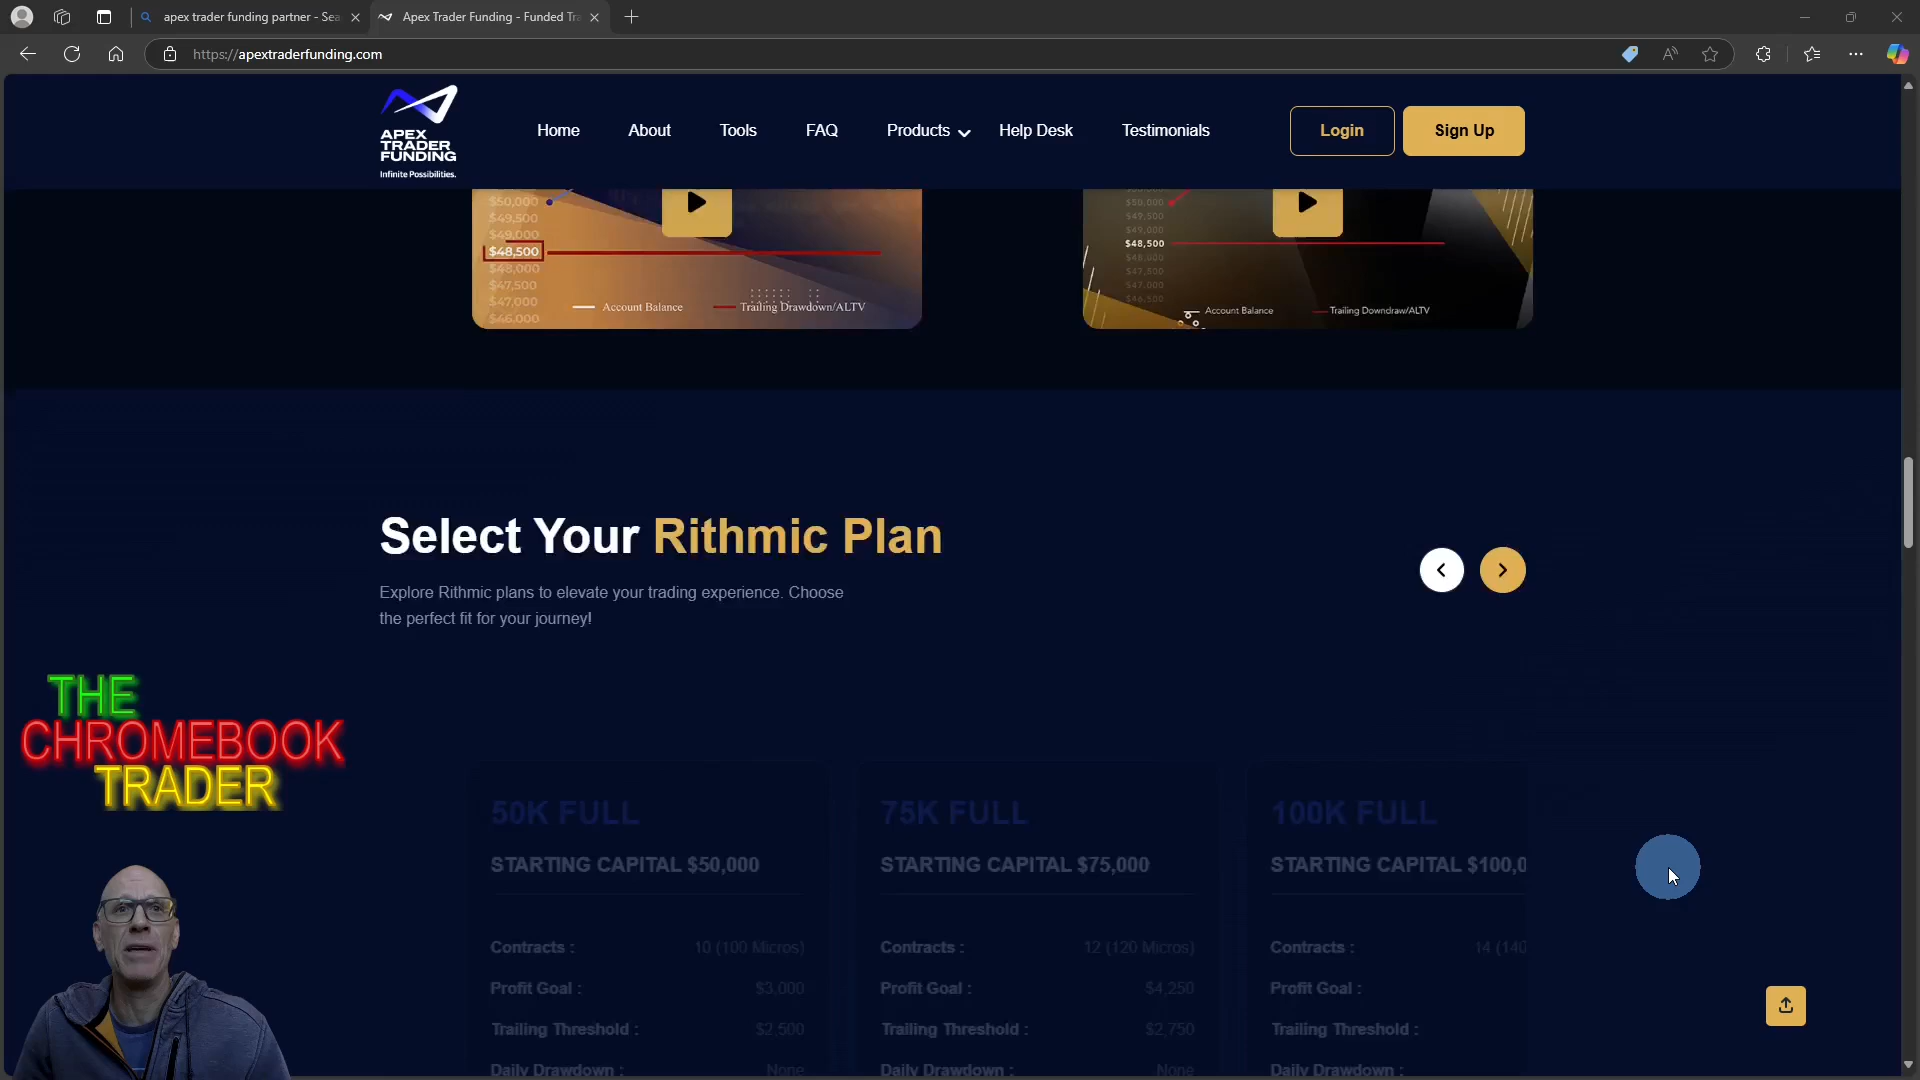 apex trader funding partner - Sea
Apex Trader Funding - Funded Tra
https://apextraderfunding.com
APEX
TRADER
FUNDING
Infinite Possibilities.
Home
About
Tools
FAQ
Products
Help Desk
Testimonials
Login
Sign Up
$50,000
$49,500
$49,000
$48,500
$48,000
$47,500
$47,000
$46,000
Account Balance
Trailing Drawdown/ALTV
$50,000
$49,500
$49,000
$48,500
$48,000
$47,500
$47,000
$46,500
Account Balance
Trailing Downdraw/ALTV
Select Your Rithmic Plan
Explore Rithmic plans to elevate your trading experience. Choose
the perfect fit for your journey!
THE
CHROMEBOOK
TRADER
50K FULL
STARTING CAPITAL $50,000
Contracts : 10 (100 Micros)
Profit Goal : $3,000
Trailing Threshold : $2,500
Daily Drawdown : None
75K FULL
STARTING CAPITAL $75,000
Contracts : 12 (120 Micros)
Profit Goal : $4,250
Trailing Threshold : $2,750
Daily Drawdown : None
100K FULL
STARTING CAPITAL $100,0
Contracts : 14 (140
Profit Goal :
Trailing Threshold :
Daily Drawdown :